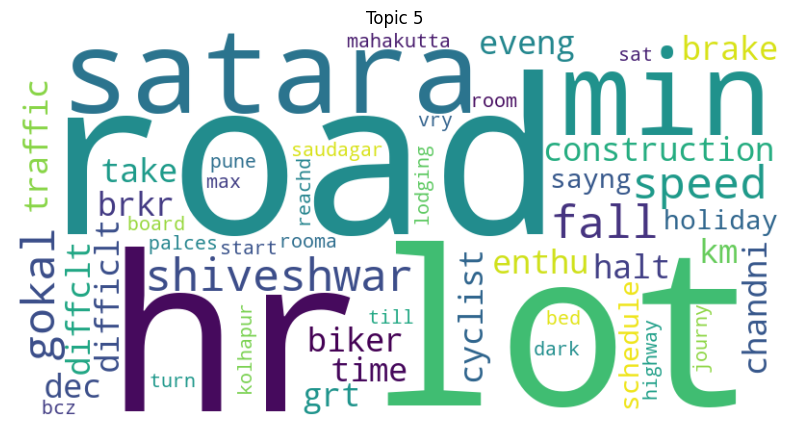 Topic 5
satara
mahakutta
eveng
sat
brake
min
road
room
vry
traffic
take
pune
max
saudagar
reachd
lodging
construction
sayng
speed
brkr
board
palces
start
rooma
fall
holiday
gokal
diffclt
difficlt
shiveshwar
hr
lot
cyclist
enthu
halt
km
chandni
dec
bcz
turn
kolhapur
till
biker
time
grt
bed
dark
schedule
highway
journy